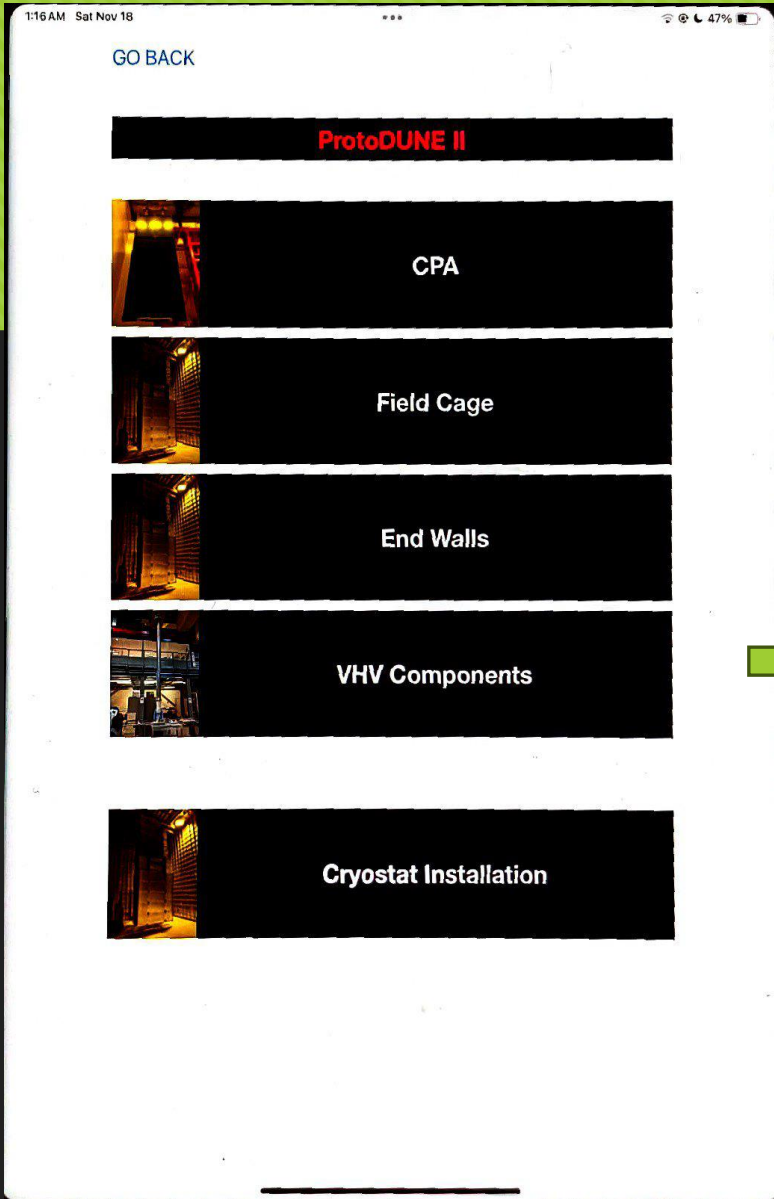 1:16 AM Sat Nov 18
47%
GO BACK
ProtoDUNE II
CPA
Field Cage
End Walls
VHV Components
Cryostat Installation